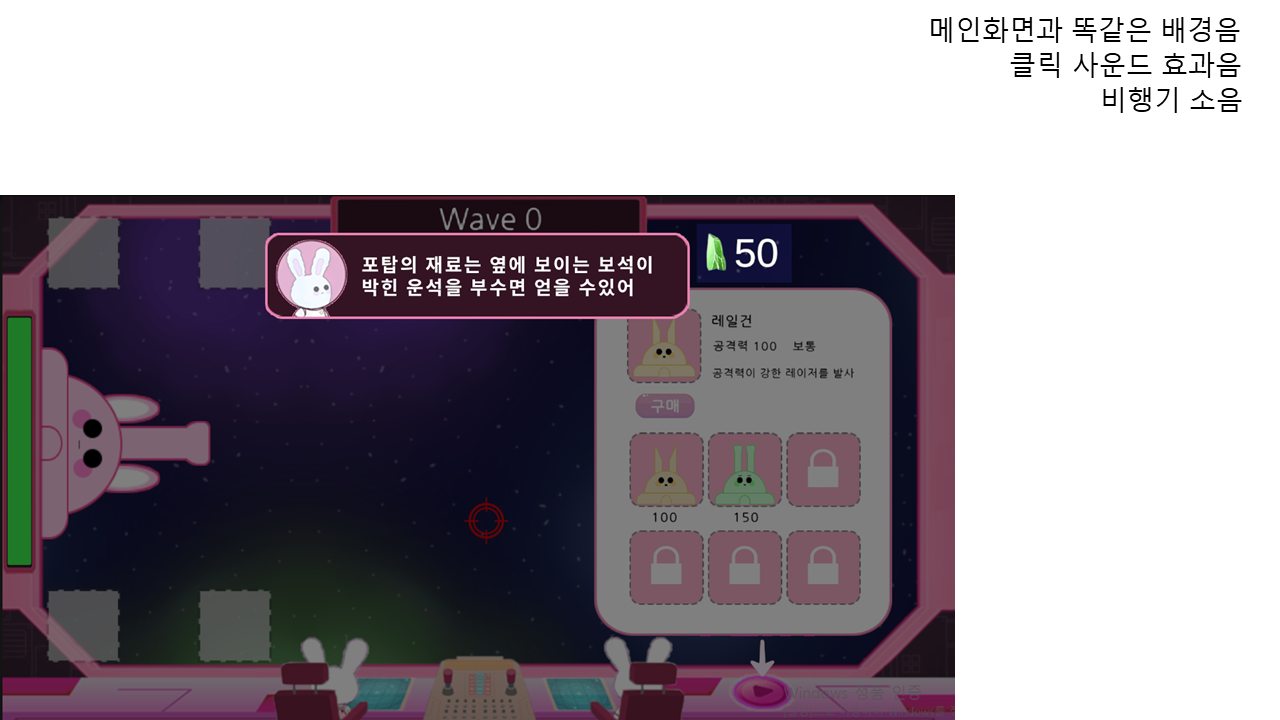 메인화면과 똑같은 배경음
클릭 사운드 효과음
비행기 소음
Wave 0
포탑의 재료는 옆에 보이는 보석이
박힌 운석을 부수면 얻을 수있어
50
레일건
공격력 100 보통
공격력이 강한 레이저를 발사
구매
100 150
Windows 정품 인증